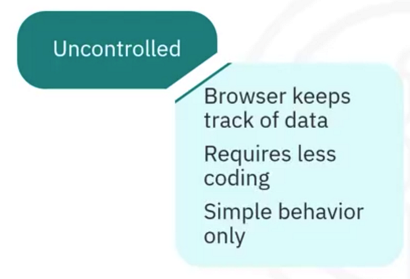 Uncontrolled
Browser keeps
track of data
Requires less
coding
Simple behavior
only